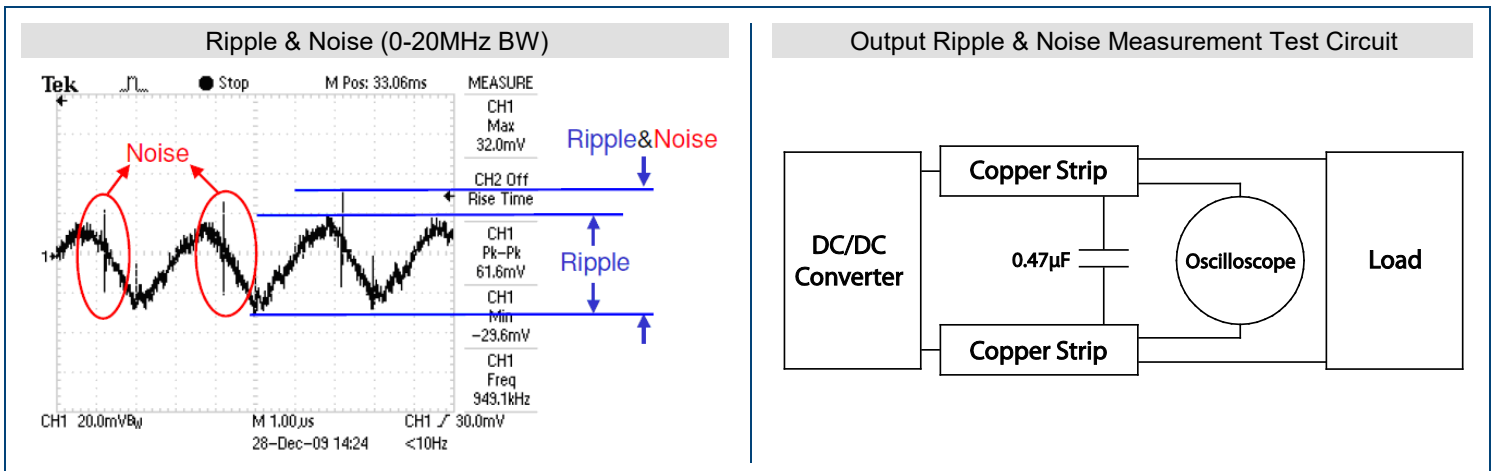 Ripple & Noise (0-20MHz BW)
Tek Stop M Pos: 33.06ms MEASURE
CH1
Max
32.0mV
Ripple&Noise
Noise
CH2 Off
Rise Time
CH1
Pk-Pk
61.6mV
Ripple
1
CH1
Min
-29.6mV
CH1
Freq
949.1kHz
CH1 20.0mVBW M 1.00µs CH1 30.0mV
28-Dec-09 14:24 <10Hz
Output Ripple & Noise Measurement Test Circuit
Copper Strip
DC/DC
Converter
0.47µF
Oscilloscope
Load
Copper Strip